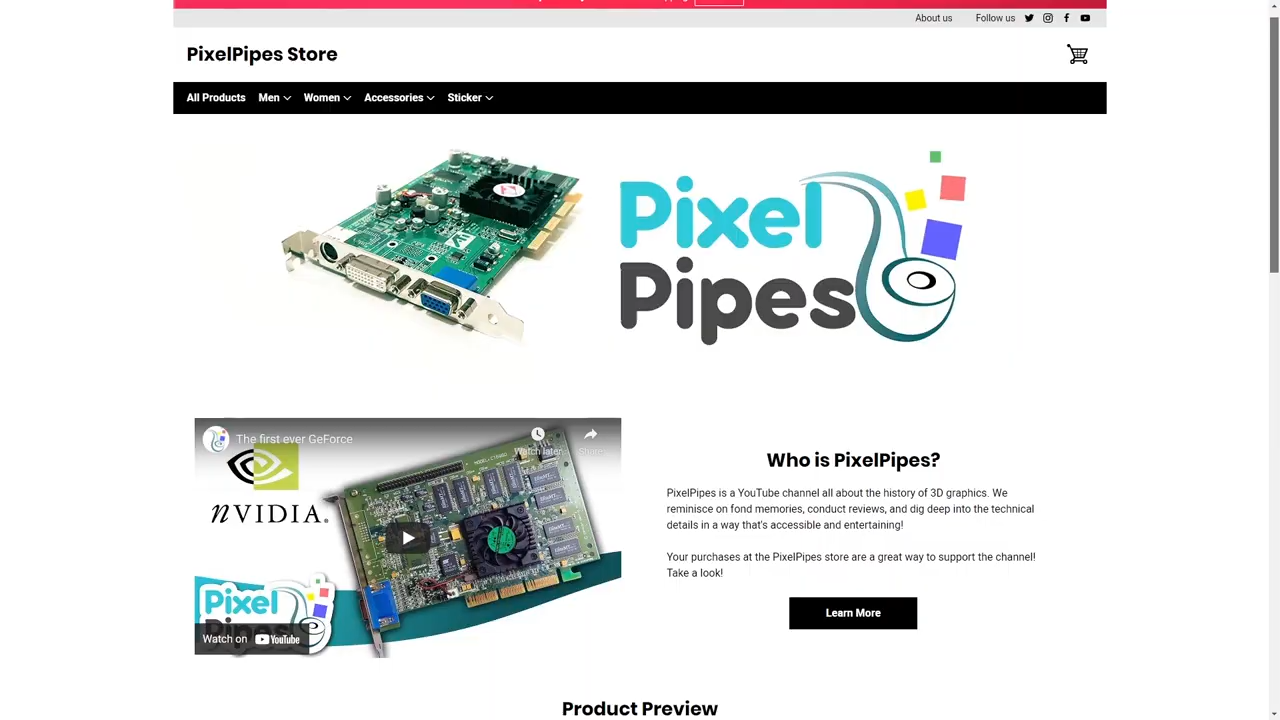 About us
Follow us
PixelPipes Store
All Products
Men
Women
Accessories
Sticker
Pixel
Pipes
The first ever GeForce
Watch later
Share
nVIDIA.
Pixel
Pipes
Watch on YouTube
Who is PixelPipes?
PixelPipes is a YouTube channel all about the history of 3D graphics. We
reminisce on fond memories, conduct reviews, and dig deep into the technical
details in a way that's accessible and entertaining!
Your purchases at the PixelPipes store are a great way to support the channel!
Take a look!
Learn More
Product Preview